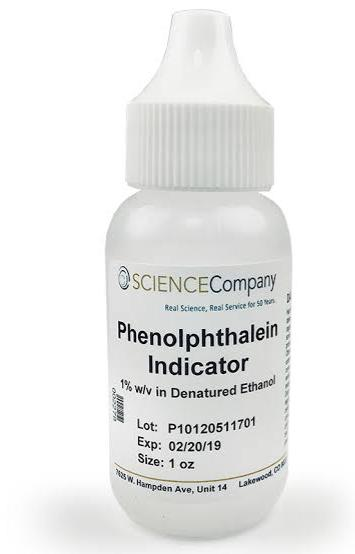 SCIENCECompany
Real Science, Real Service for 50 Years.
Phenolphthalein
Indicator
1% w/v in Denatured Ethanol
Lot: P10120511701
Exp: 02/20/19
Size: 1 oz
7625 W. Hampden Ave, Unit 14 Lakewood, CO